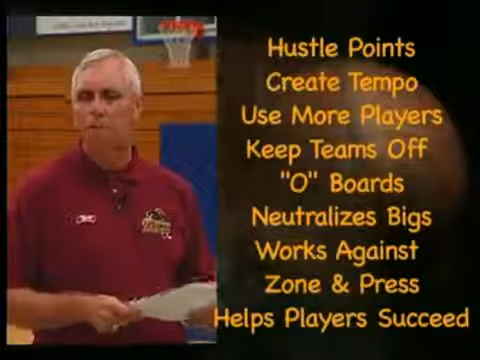 Hustle Points
Create Tempo
Use More Players
Keep Teams Off
"O" Boards
Neutralizes Bigs
Works Against
Zone & Press
Helps Players Succeed